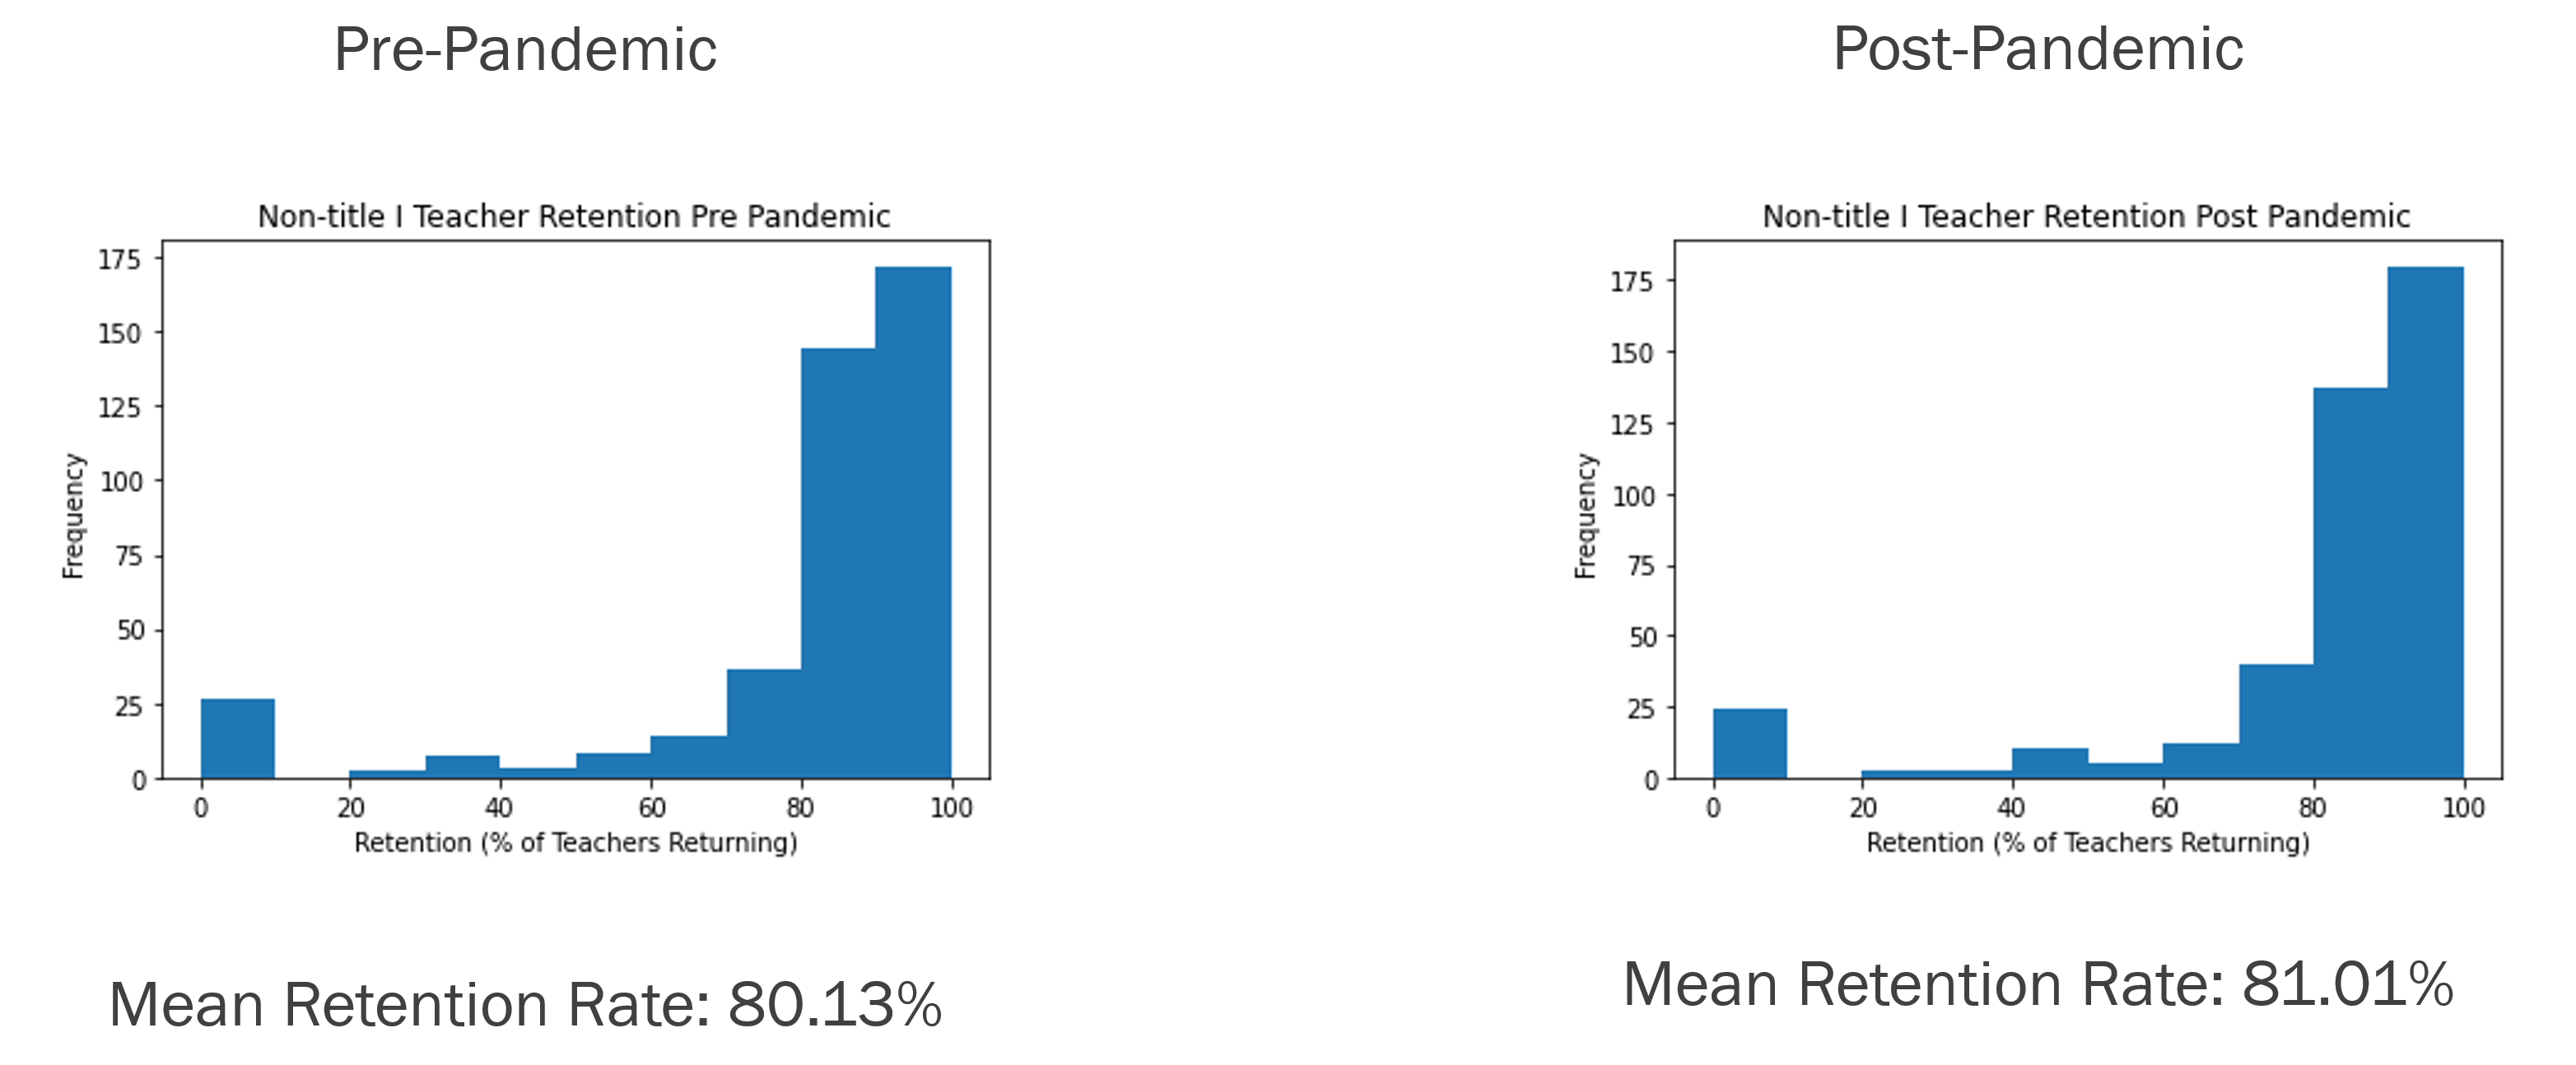 Pre-Pandemic
Non-title I Teacher Retention Pre Pandemic
175
150
125
100
75
50
25
0
Frequency
0 20 40 60 80 100
Retention (% of Teachers Returning)
Mean Retention Rate: 80.13%
Post-Pandemic
Non-title I Teacher Retention Post Pandemic
175
150
125
100
75
50
25
0
Frequency
0 20 40 60 80 100
Retention (% of Teachers Returning)
Mean Retention Rate: 81.01%